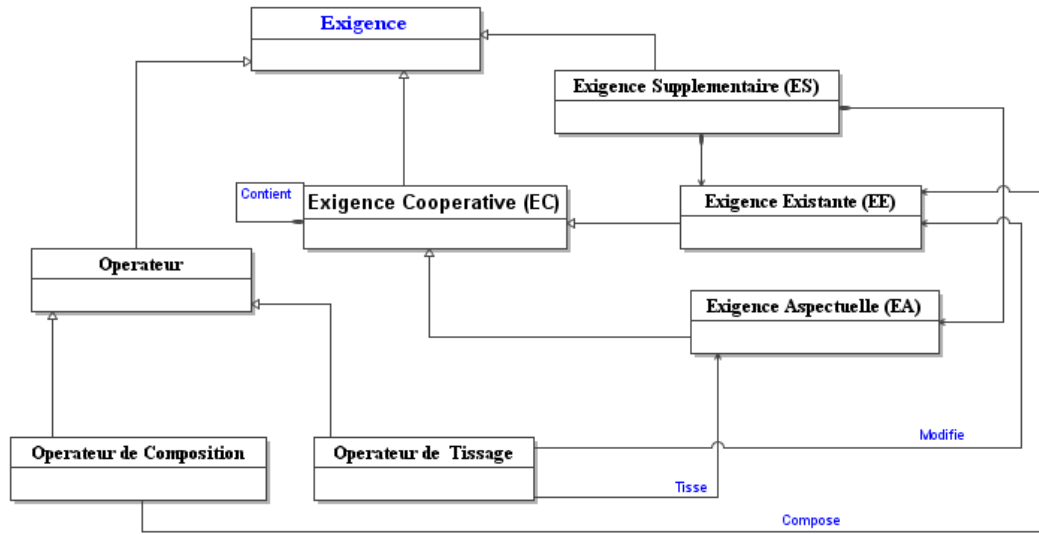 Exigence
Exigence Supplementaire (ES)
Contient
Exigence Cooperative (EC)
Exigence Existante (EE)
Operateur
Exigence Aspectuelle (EA)
Operateur de Composition
Operateur de Tissage
Modifie
Tisse
Compose